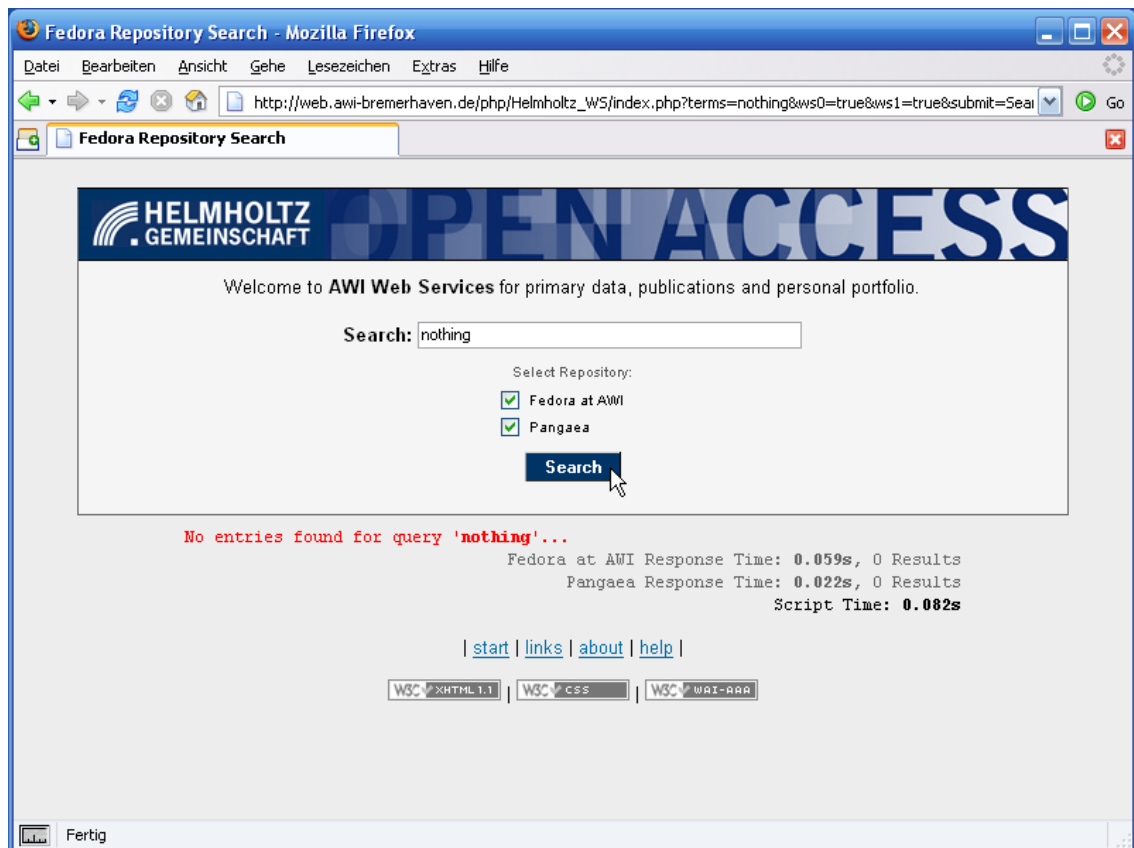 Fedora Repository Search - Mozilla Firefox
Datei Bearbeiten Ansicht Gehe Lesezeichen Extras Hilfe
http://web.awi-bremerhaven.de/php/Helmholtz_WS/index.php?terms=nothing&ws0=true&ws1=true&submit=Sear Go
Fedora Repository Search
HELMHOLTZ
GEMEINSCHAFT
OPEN ACCESS
Welcome to AWI Web Services for primary data, publications and personal portfolio.
Search: nothing
Select Repository:
Fedora at AWI
Pangaea
Search
No entries found for query 'nothing'...
Fedora at AWI Response Time: 0.059s, 0 Results
Pangaea Response Time: 0.022s, 0 Results
Script Time: 0.082s
| start | links | about | help |
W3C XHTML 1.1 | W3C CSS | W3C WAI-AAA
Fertig